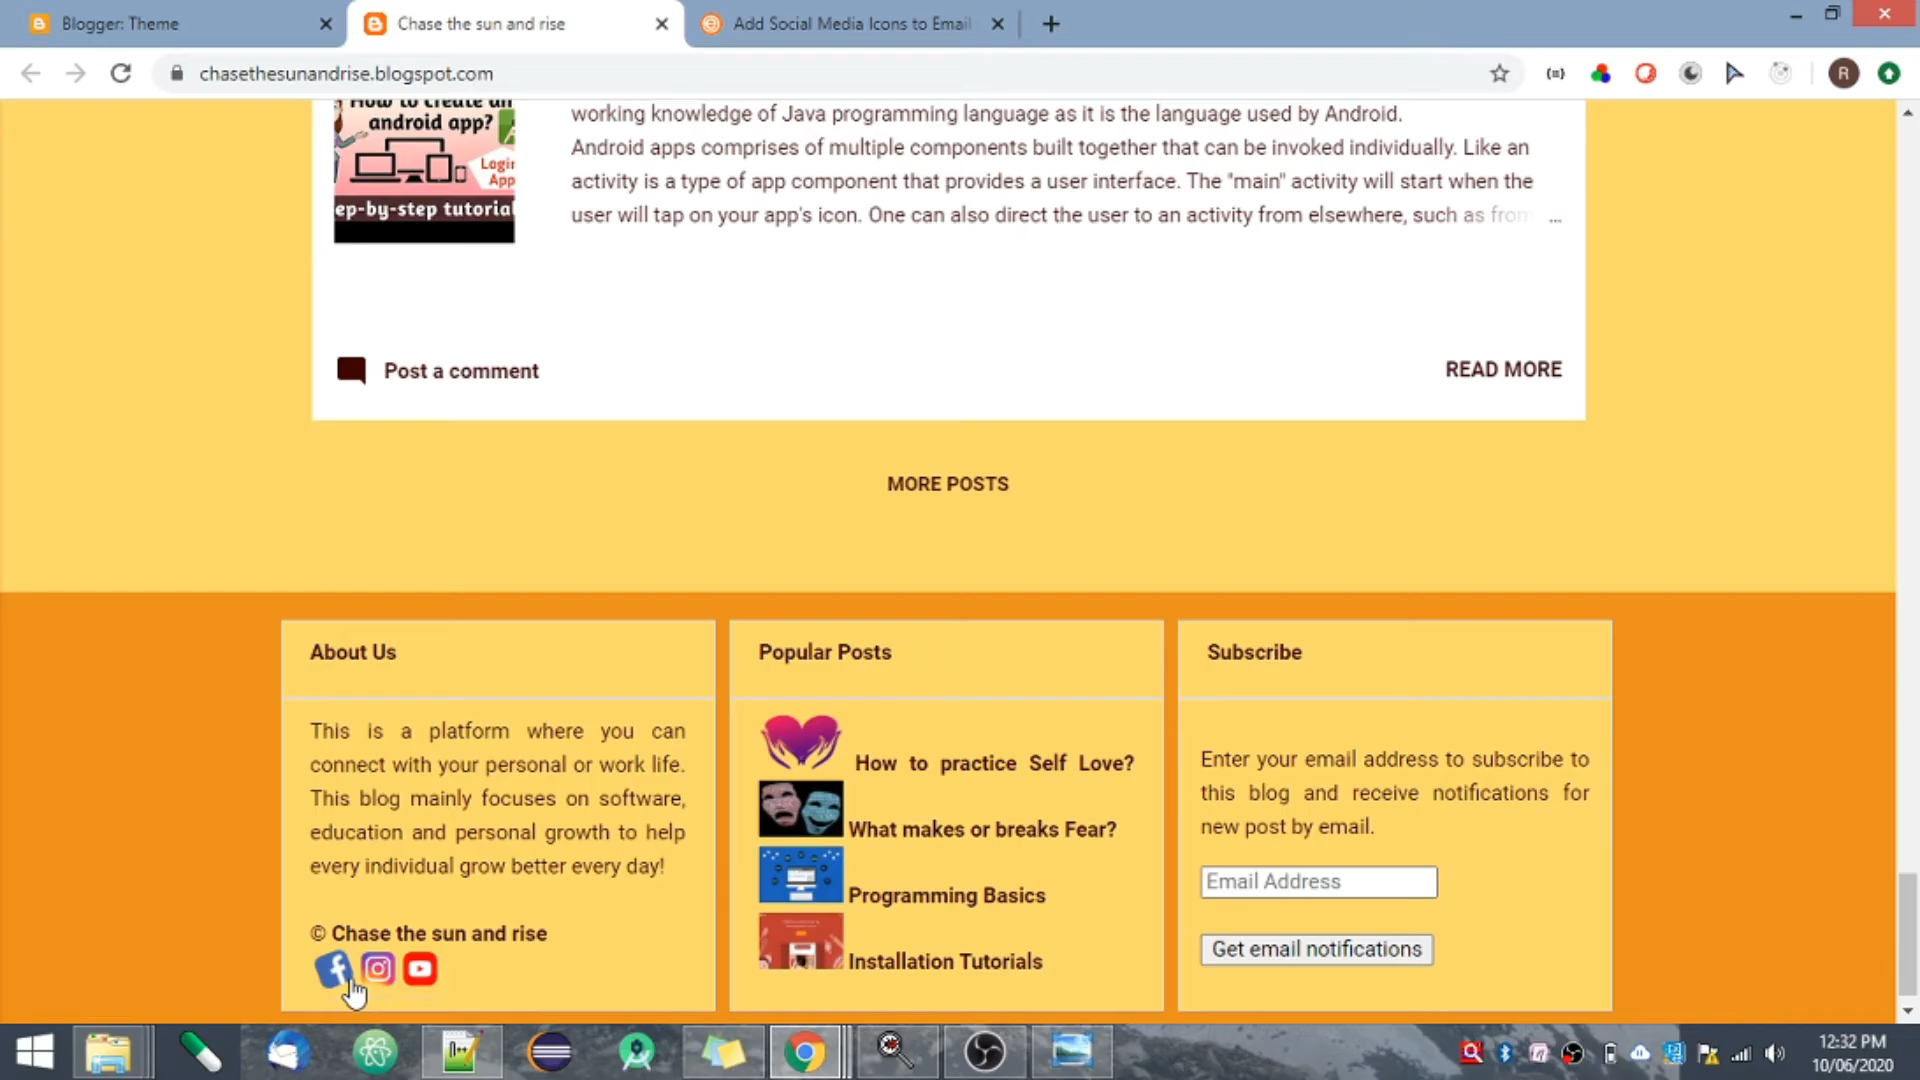 Blogger: Theme
Chase the sun and rise
Add Social Media Icons to Email
chasethesunandrise.blogspot.com
R
How to create an
android app?
Login
App
ep-by-step tutorial
working knowledge of Java programming language as it is the language used by Android.
Android apps comprises of multiple components built together that can be invoked individually. Like an
activity is a type of app component that provides a user interface. The "main" activity will start when the
user will tap on your app's icon. One can also direct the user to an activity from elsewhere, such as from ...
Post a comment
READ MORE
MORE POSTS
About Us
This is a platform where you can
connect with your personal or work life.
This blog mainly focuses on software,
education and personal growth to help
every individual grow better every day!
© Chase the sun and rise
Popular Posts
How to practice Self Love?
What makes or breaks Fear?
Programming Basics
Installation Tutorials
Subscribe
Enter your email address to subscribe to
this blog and receive notifications for
new post by email.
Email Address
Get email notifications
12:32 PM
10/06/2020